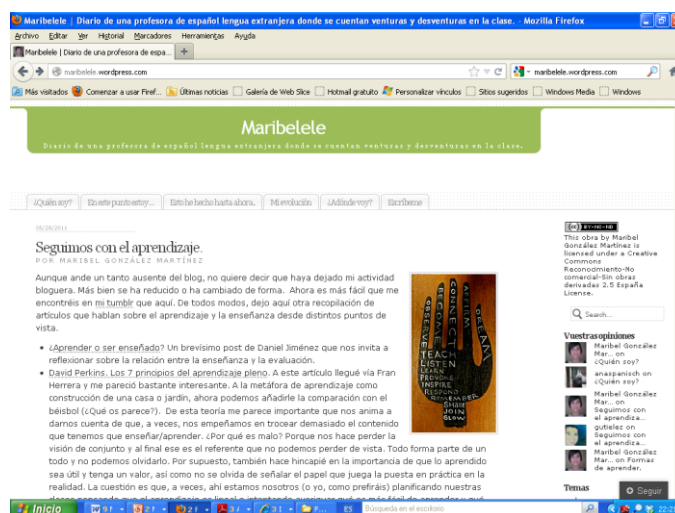 Maribelele | Diario de una profesora de español lengua extranjera donde se cuentan venturas y desventuras en la clase. - Mozilla Firefox
Archivo Editar Ver Historial Marcadores Herramientas Ayuda
Maribelele | Diario de una profesora de espa...
maribelele.wordpress.com
maribelele.wordpress.com
Más visitados Comenzar a usar Firef... Últimas noticias Galería de Web Slice Hotmail gratuito Personalizar vínculos Sitios sugeridos Windows Media Windows
Maribelele
Diario de una profesora de español lengua extranjera donde se cuentan venturas y desventuras en la clase.
¿Quién soy? En este punto estoy... Esto he hecho hasta ahora. Mi evolución ¿Adónde voy? Escríbeme
Seguimos con el aprendizaje.
POR MARIBEL GONZÁLEZ MARTÍNEZ
Aunque ande un tanto ausente del blog, no quiere decir que haya dejado mi actividad
bloguera. Más bien se ha reducido o ha cambiado de forma. Ahora es más fácil que me
encontréis en mi tumblr que aquí. De todos modos, dejo aquí otra recopilación de
artículos que hablan sobre el aprendizaje y la enseñanza desde distintos puntos de
vista.
¿Aprender o ser enseñado? Un brevísimo post de Daniel Jiménez que nos invita a
reflexionar sobre la relación entre la enseñanza y la evaluación.
David Perkins. Los 7 principios del aprendizaje pleno. A este artículo llegué vía Fran
Herrera y me pareció bastante interesante. A la metáfora de aprendizaje como
construcción de una casa o jardín, ahora podemos añadirle la comparación con el
béisbol (¿Qué os parece?). De esta teoría me parece importante que nos anima a
darnos cuenta de que, a veces, nos empeñamos en trocear demasiado el contenido
que tenemos que enseñar/aprender. ¿Por qué es malo? Porque nos hace perder la
visión de conjunto y al final ese es el referente que no podemos perder de vista. Todo forma parte de un
todo y no podemos olvidarlo. Por supuesto, también hace hincapié en la importancia de que lo aprendido
sea útil y tenga un valor, así como no se olvida de señalar el papel que juega la puesta en práctica en la
realidad. La cuestión es que, a veces, ahí estamos nosotros (o yo, como prefiráis) planificando nuestras
OBSERVE
BECOME
CONNECT
AFFIRM
DREAM
TEACH
LISTEN
LEARN
PROVOKE
INSPIRE
RESPOND
REMEMBER
SHARE
JOIN
GLOW
BY-NC-ND
This obra by Maribel
González Martínez is
licensed under a Creative
Commons
Reconocimiento-No
comercial-Sin obras
derivadas 2.5 España
License.
Search...
Vuestras opiniones
Maribel González
Mar... on
¿Quién soy?
anaspanisch on
¿Quién soy?
Maribel González
Mar... on
Seguimos con
el aprendiza...
gutielez on
Seguimos con
el aprendiza...
Maribel González
Mar... on Formas
de aprender.
Temas
Seguir
Inicio
ES
Búsqueda en el escritorio